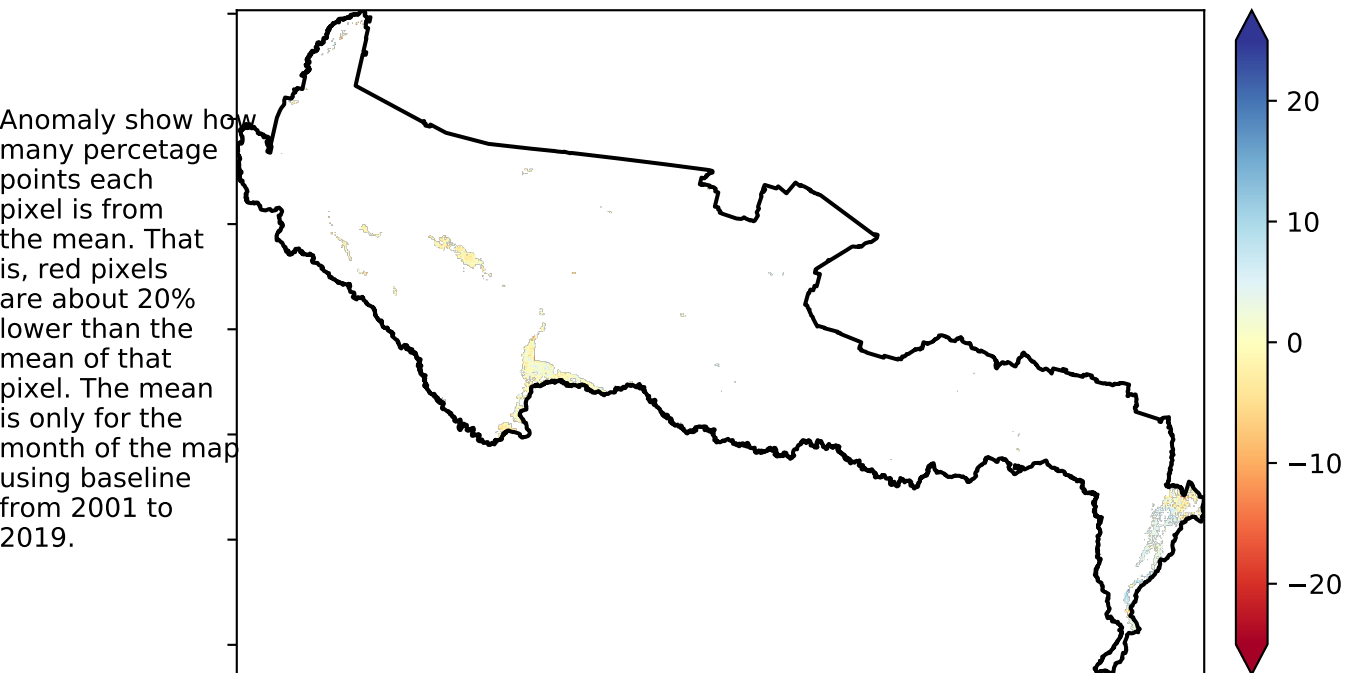 Anomaly show how
many percetage
points each
pixel is from
the mean. That
is, red pixels
are about 20%
lower than the
mean of that
pixel. The mean
is only for the
month of the map
using baseline
from 2001 to
2019.
20
10
0
−10
−20